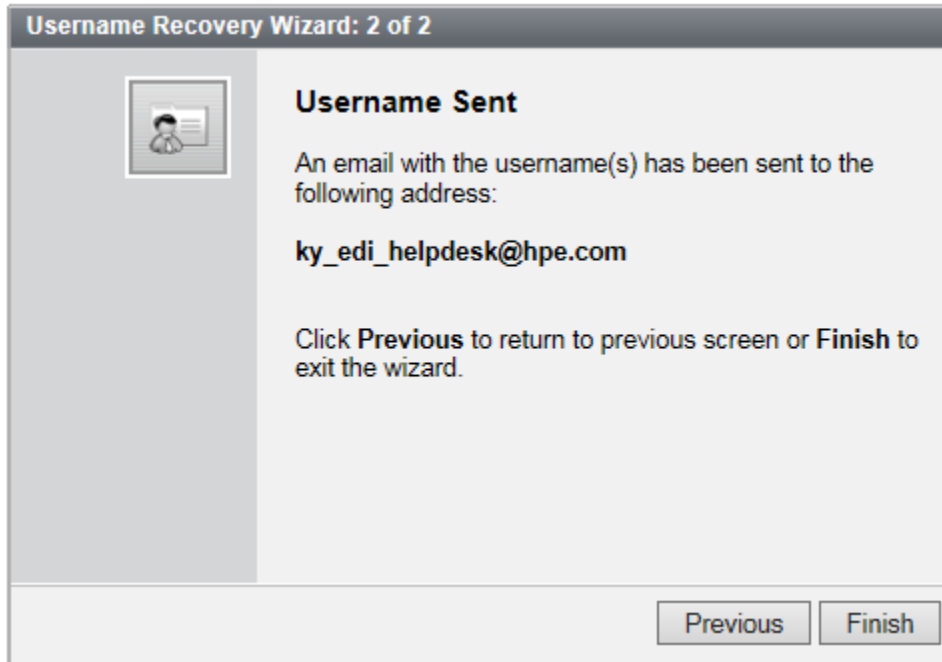 Username Recovery Wizard: 2 of 2
Username Sent
An email with the username(s) has been sent to the
following address:
ky_edi_helpdesk@hpe.com
Click Previous to return to previous screen or Finish to
exit the wizard.
Previous
Finish